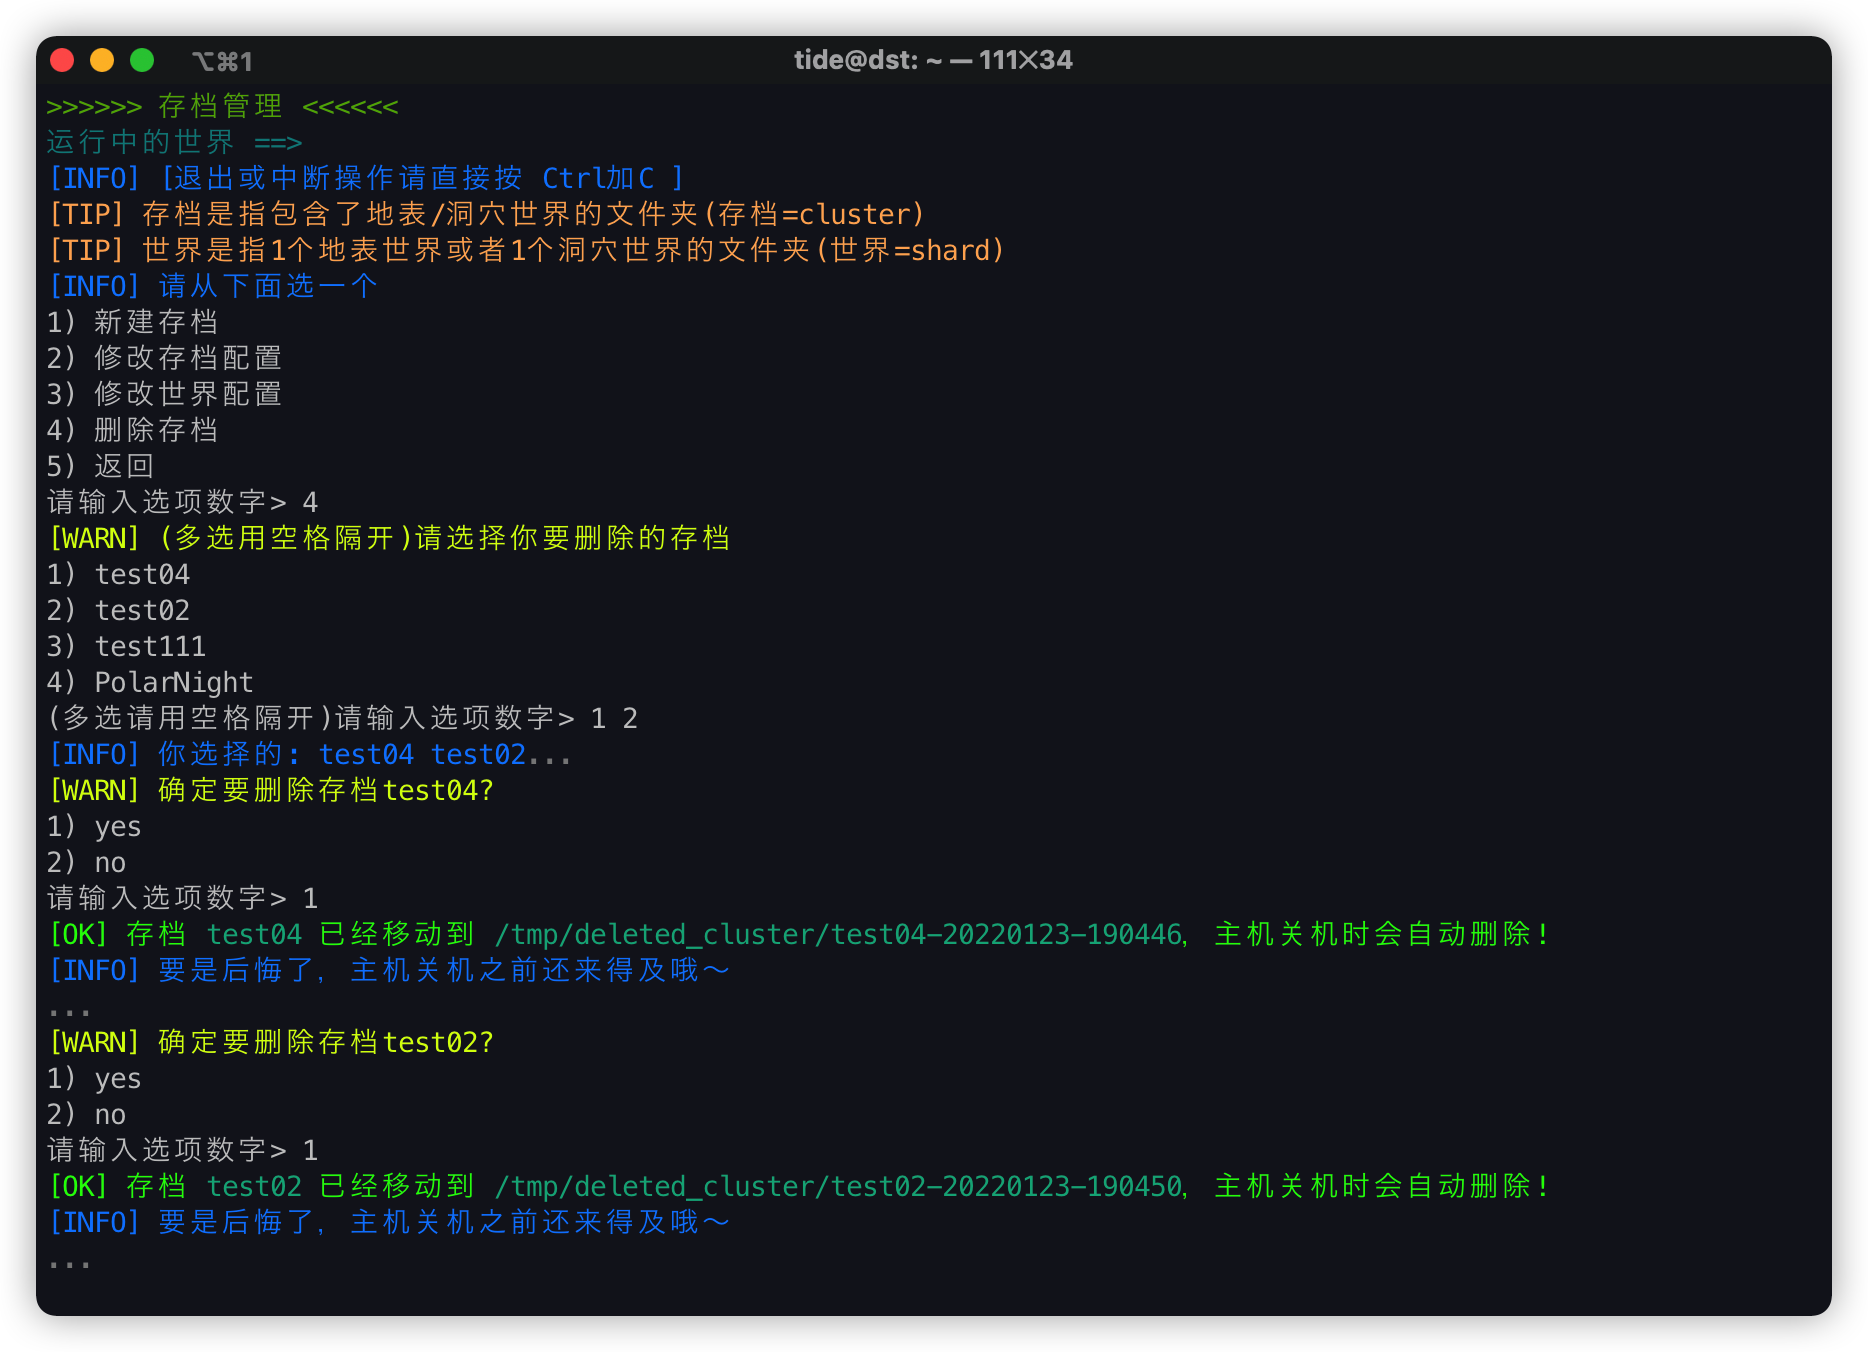 ⌥⌘1
tide@dst: ~ — 111×34
>>>>>> 存档管理 <<<<<<
运行中的世界 ==>
[INFO] [退出或中断操作请直接按 Ctrl加C ]
[TIP] 存档是指包含了地表/洞穴世界的文件夹(存档=cluster)
[TIP] 世界是指1个地表世界或者1个洞穴世界的文件夹(世界=shard)
[INFO] 请从下面选一个
1) 新建存档
2) 修改存档配置
3) 修改世界配置
4) 删除存档
5) 返回
请输入选项数字> 4
[WARN] (多选用空格隔开)请选择你要删除的存档
1) test04
2) test02
3) test111
4) PolarNight
(多选请用空格隔开)请输入选项数字> 1 2
[INFO] 你选择的: test04 test02...
[WARN] 确定要删除存档test04?
1) yes
2) no
请输入选项数字> 1
[OK] 存档 test04 已经移动到 /tmp/deleted_cluster/test04-20220123-190446, 主机关机时会自动删除!
[INFO] 要是后悔了, 主机关机之前还来得及哦～
...
[WARN] 确定要删除存档test02?
1) yes
2) no
请输入选项数字> 1
[OK] 存档 test02 已经移动到 /tmp/deleted_cluster/test02-20220123-190450, 主机关机时会自动删除!
[INFO] 要是后悔了, 主机关机之前还来得及哦～
...